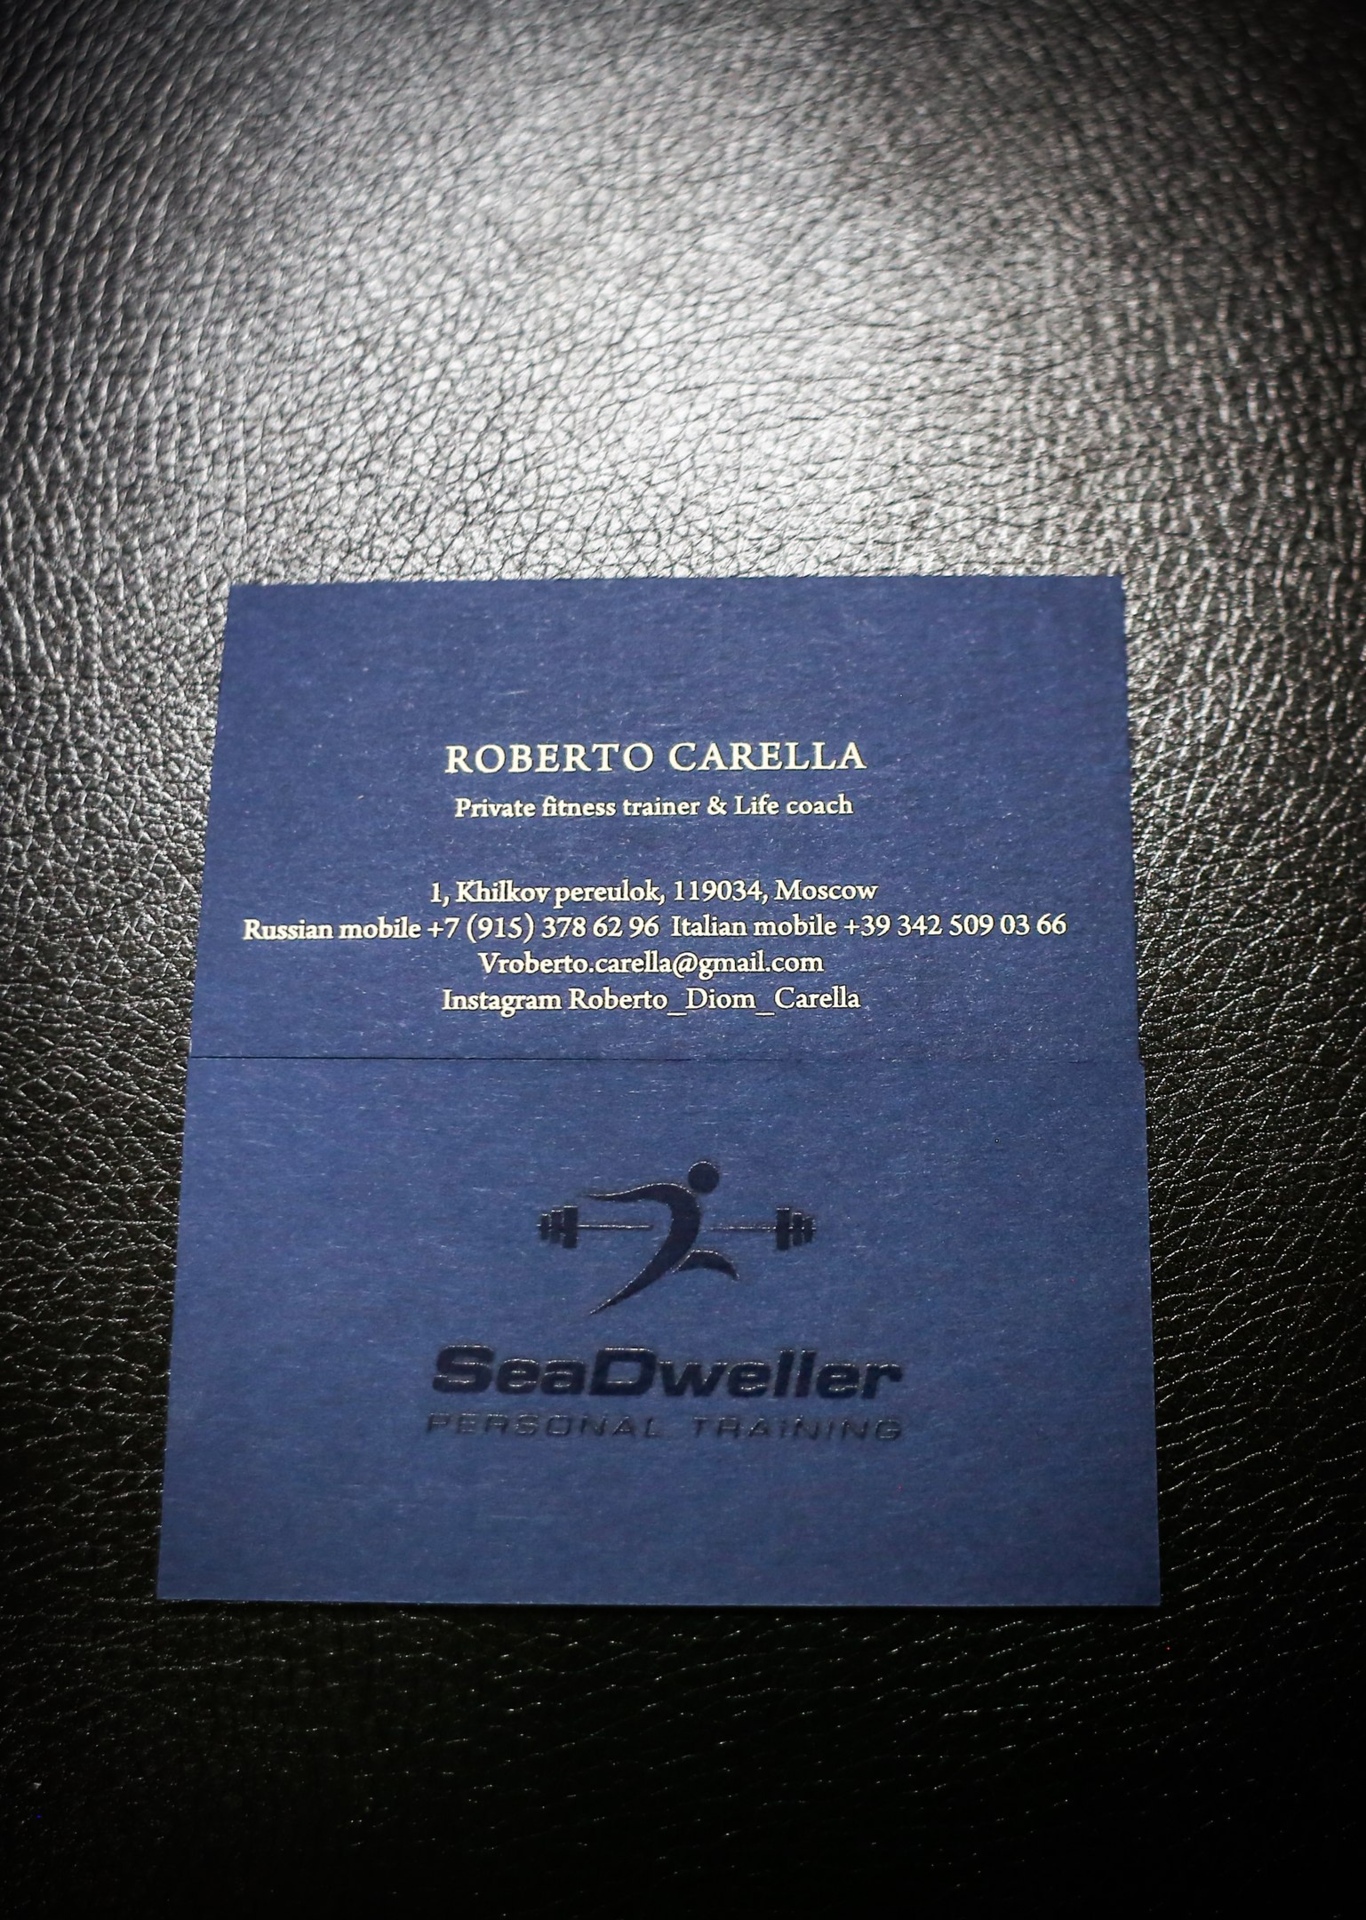 ROBERTO CARELLA
Private fitness trainer & Life coach
1, Khilkov pereulok, 119034, Moscow
Russian mobile +7 (915) 378 62 96 Italian mobile +39 342 509 03 66
Vroberto.carella@gmail.com
Instagram Roberto_Diom_Carella
SeaDweller
PERSONAL TRAINING